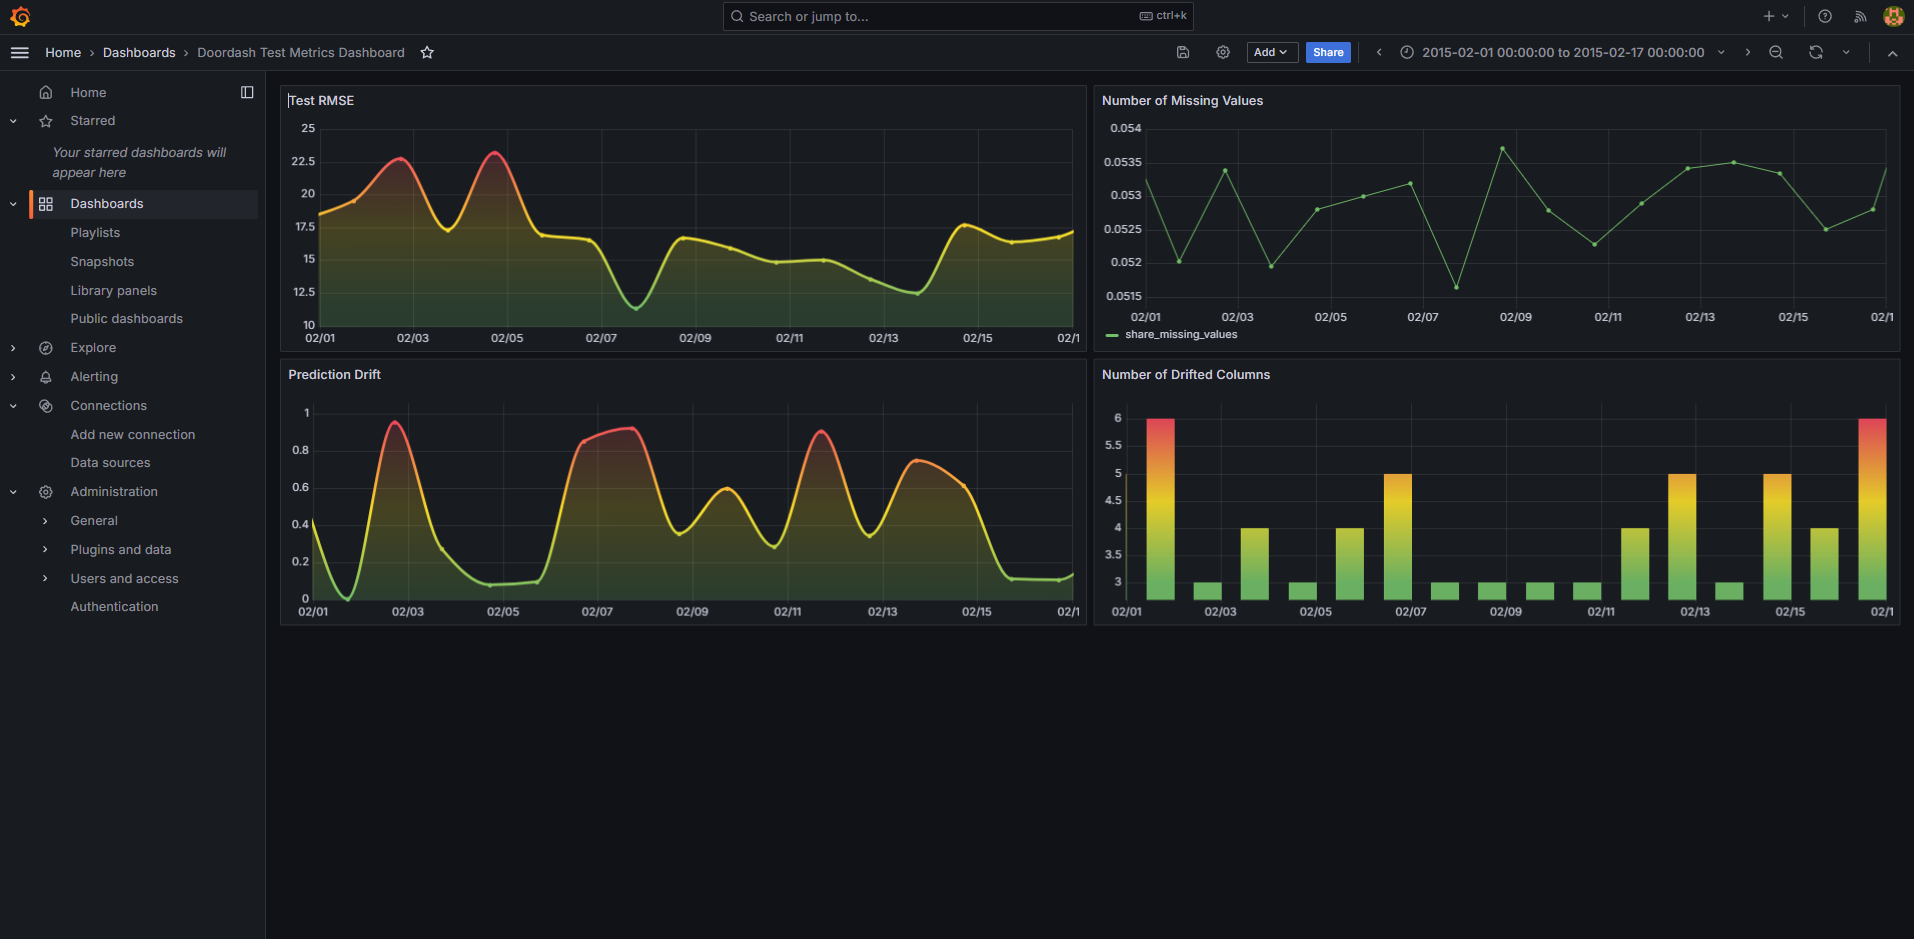 Search or jump to...
ctrl+k
Home
Dashboards
Doordash Test Metrics Dashboard
Add
Share
2015-02-01 00:00:00 to 2015-02-17 00:00:00
Home
Starred
Your starred dashboards will
appear here
Dashboards
Playlists
Snapshots
Library panels
Public dashboards
Explore
Alerting
Connections
Add new connection
Data sources
Administration
General
Plugins and data
Users and access
Authentication
Test RMSE
25
22.5
20
17.5
15
12.5
10
02/01 02/03 02/05 02/07 02/09 02/11 02/13 02/15 02/1
Number of Missing Values
0.054
0.0535
0.053
0.0525
0.052
0.0515
02/01 02/03 02/05 02/07 02/09 02/11 02/13 02/15 02/1
share_missing_values
Prediction Drift
1
0.8
0.6
0.4
0.2
0
02/01 02/03 02/05 02/07 02/09 02/11 02/13 02/15 02/1
Number of Drifted Columns
6
5.5
5
4.5
4
3.5
3
02/01 02/03 02/05 02/07 02/09 02/11 02/13 02/15 02/1